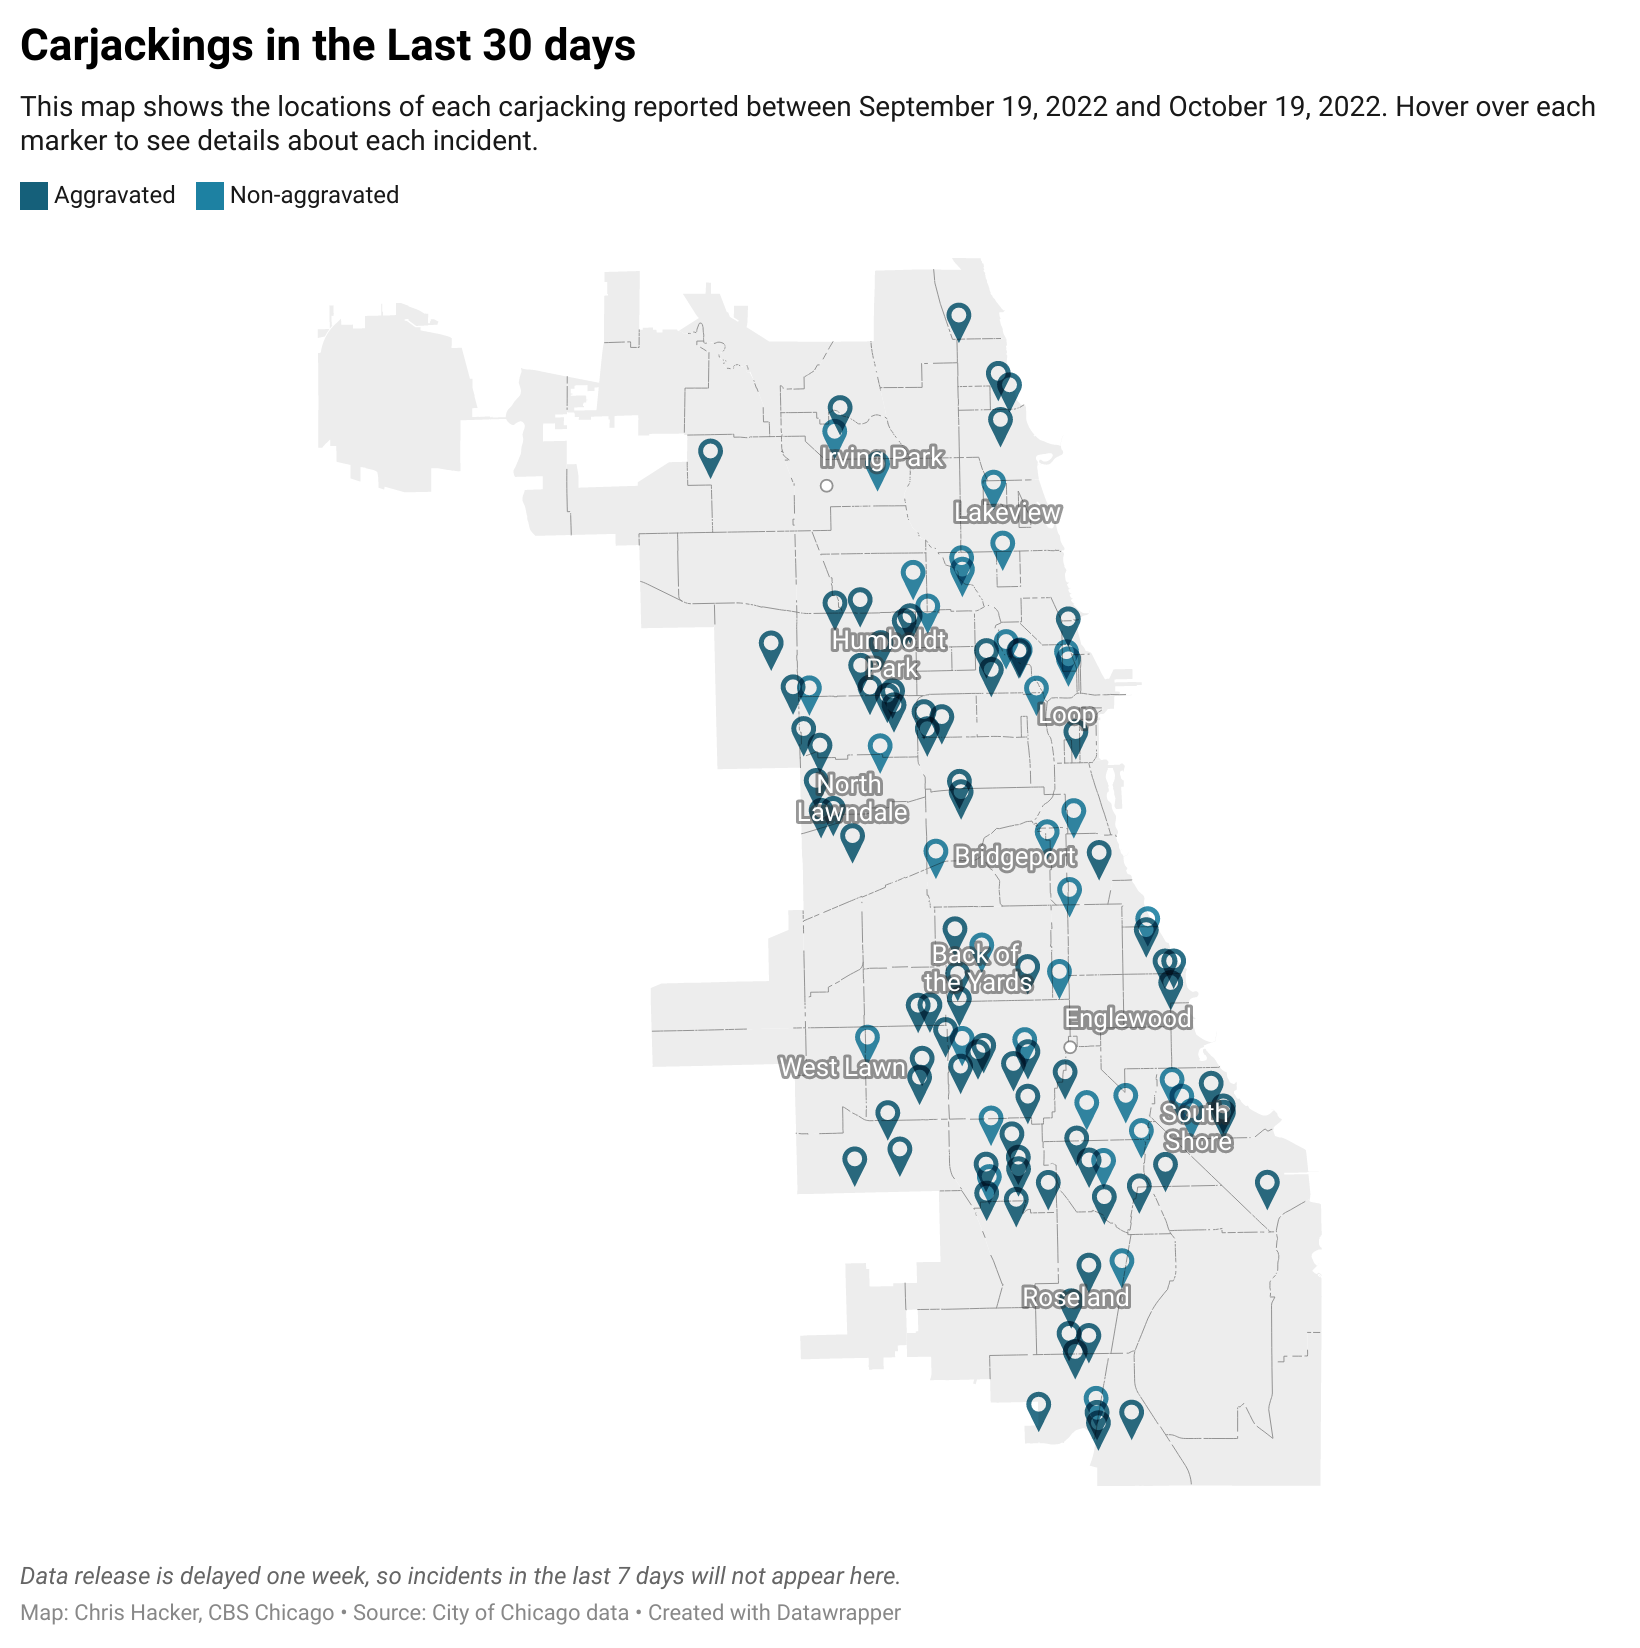 Carjackings in the Last 30 days
This map shows the locations of each carjacking reported between September 19, 2022 and October 19, 2022. Hover over each
marker to see details about each incident.
Aggravated Non-aggravated
Irving Park
Lakeview
Humboldt
Park
Loop
North
Lawndale
Bridgeport
Back of
the Yards
Englewood
West Lawn
South
Shore
Roseland
Data release is delayed one week, so incidents in the last 7 days will not appear here.
Map: Chris Hacker, CBS Chicago • Source: City of Chicago data • Created with Datawrapper